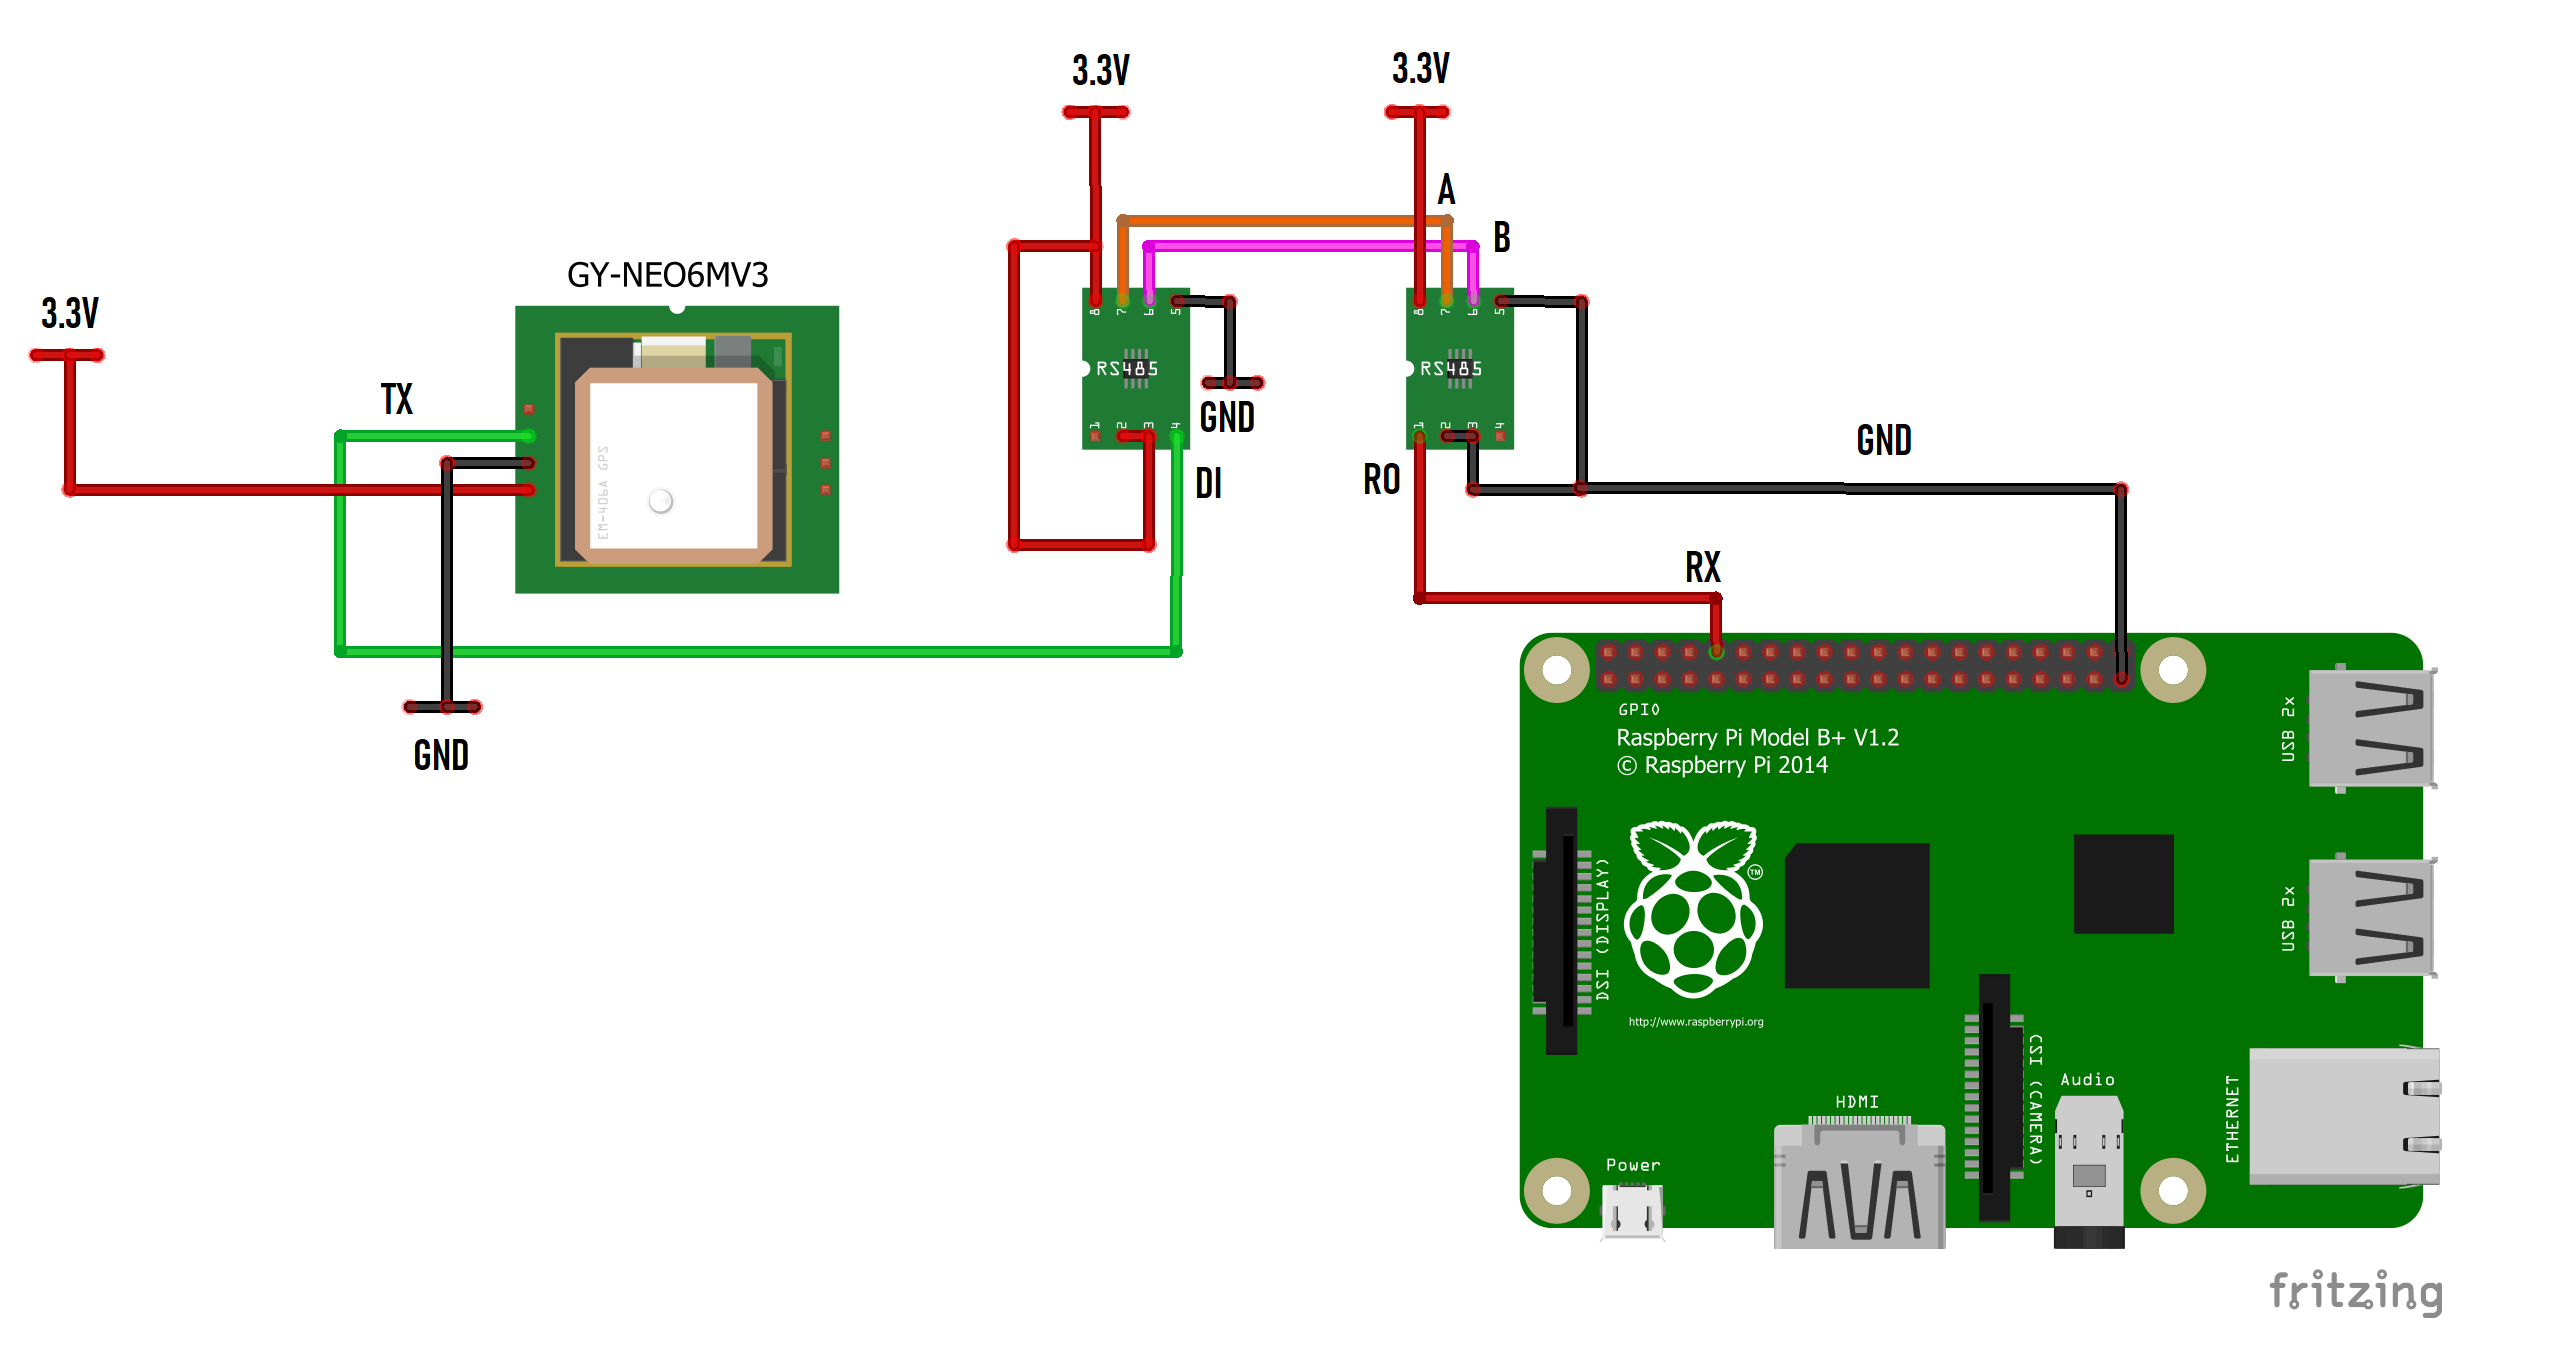 3.3V
3.3V
A
B
GY-NEO6MV3
3.3V
8 7 6 5
8 7 6 5
RS485
RS485
TX
GND
1 2 3 4
1 2 3 4
GND
EM-406A GPS
DI
RO
RX
GND
GPIO
Raspberry Pi Model B+ V1.2
© Raspberry Pi 2014
USB 2x
TM
DSI (DISPLAY)
USB 2x
http://www.raspberrypi.org
CSI (CAMERA)
Audio
ETHERNET
HDMI
Power
fritzing